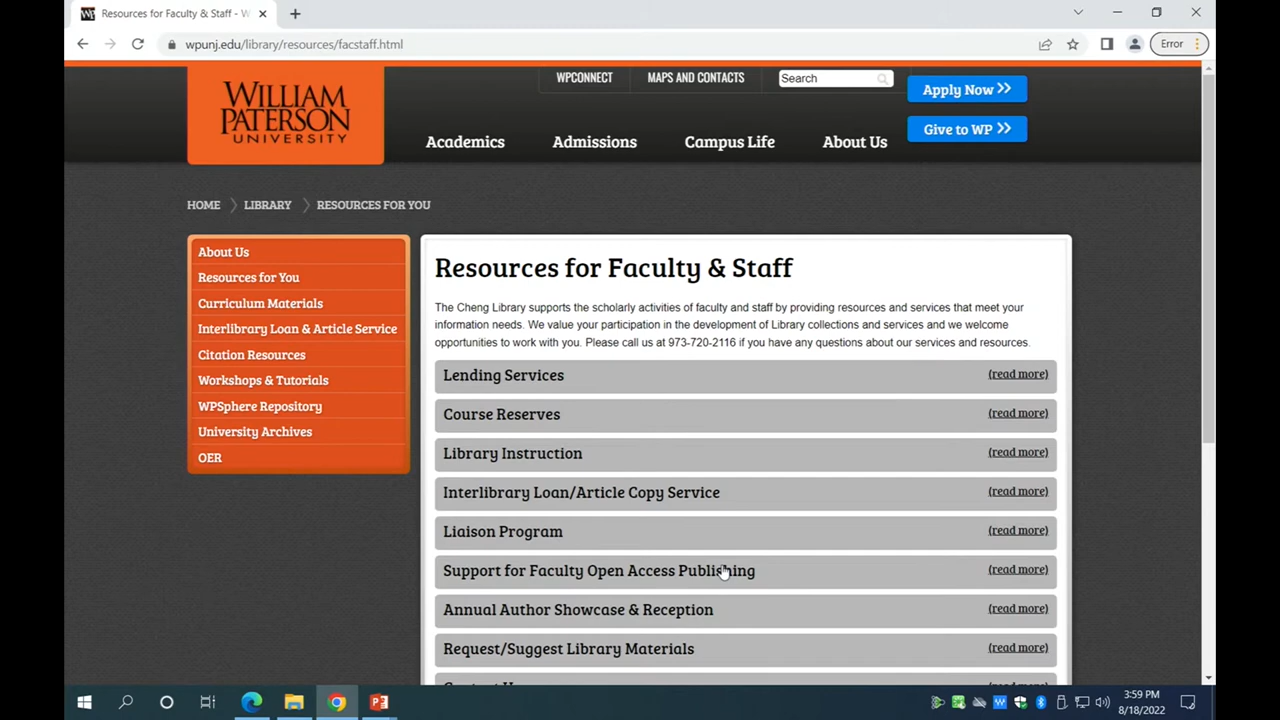 Resources for Faculty & Staff - W
wpunj.edu/library/resources/facstaff.html
Error
WILLIAM
PATERSON
UNIVERSITY
WPCONNECT
MAPS AND CONTACTS
Search
Apply Now
Give to WP
Academics
Admissions
Campus Life
About Us
HOME
LIBRARY
RESOURCES FOR YOU
About Us
Resources for You
Curriculum Materials
Interlibrary Loan & Article Service
Citation Resources
Workshops & Tutorials
WPSphere Repository
University Archives
OER
Resources for Faculty & Staff
The Cheng Library supports the scholarly activities of faculty and staff by providing resources and services that meet your
information needs. We value your participation in the development of Library collections and services and we welcome
opportunities to work with you. Please call us at 973-720-2116 if you have any questions about our services and resources.
Lending Services (read more)
Course Reserves (read more)
Library Instruction (read more)
Interlibrary Loan/Article Copy Service (read more)
Liaison Program (read more)
Support for Faculty Open Access Publishing (read more)
Annual Author Showcase & Reception (read more)
Request/Suggest Library Materials (read more)
3:59 PM
8/18/2022